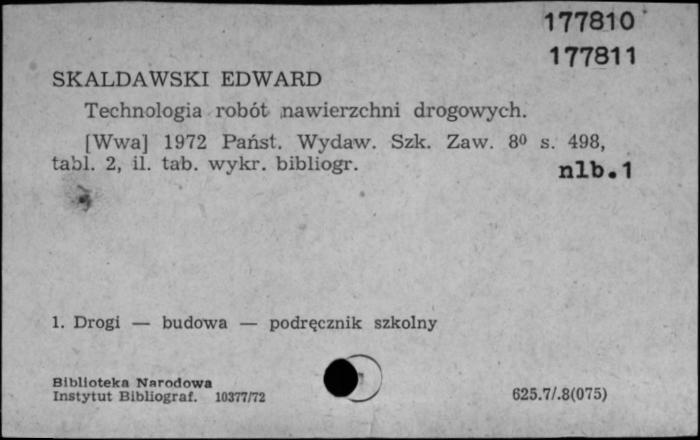 177810
177811
SKALDAWSKI EDWARD
Technologia robót nawierzchni drogowych.
[Wwa] 1972 Państ. Wydaw. Szk. Zaw. 8⁰ s. 498,
tabl. 2, il. tab. wykr. bibliogr.
nlb.1
1. Drogi — budowa — podręcznik szkolny
Biblioteka Narodowa
Instytut Bibliograf. 10377/72
625.7/.8(075)